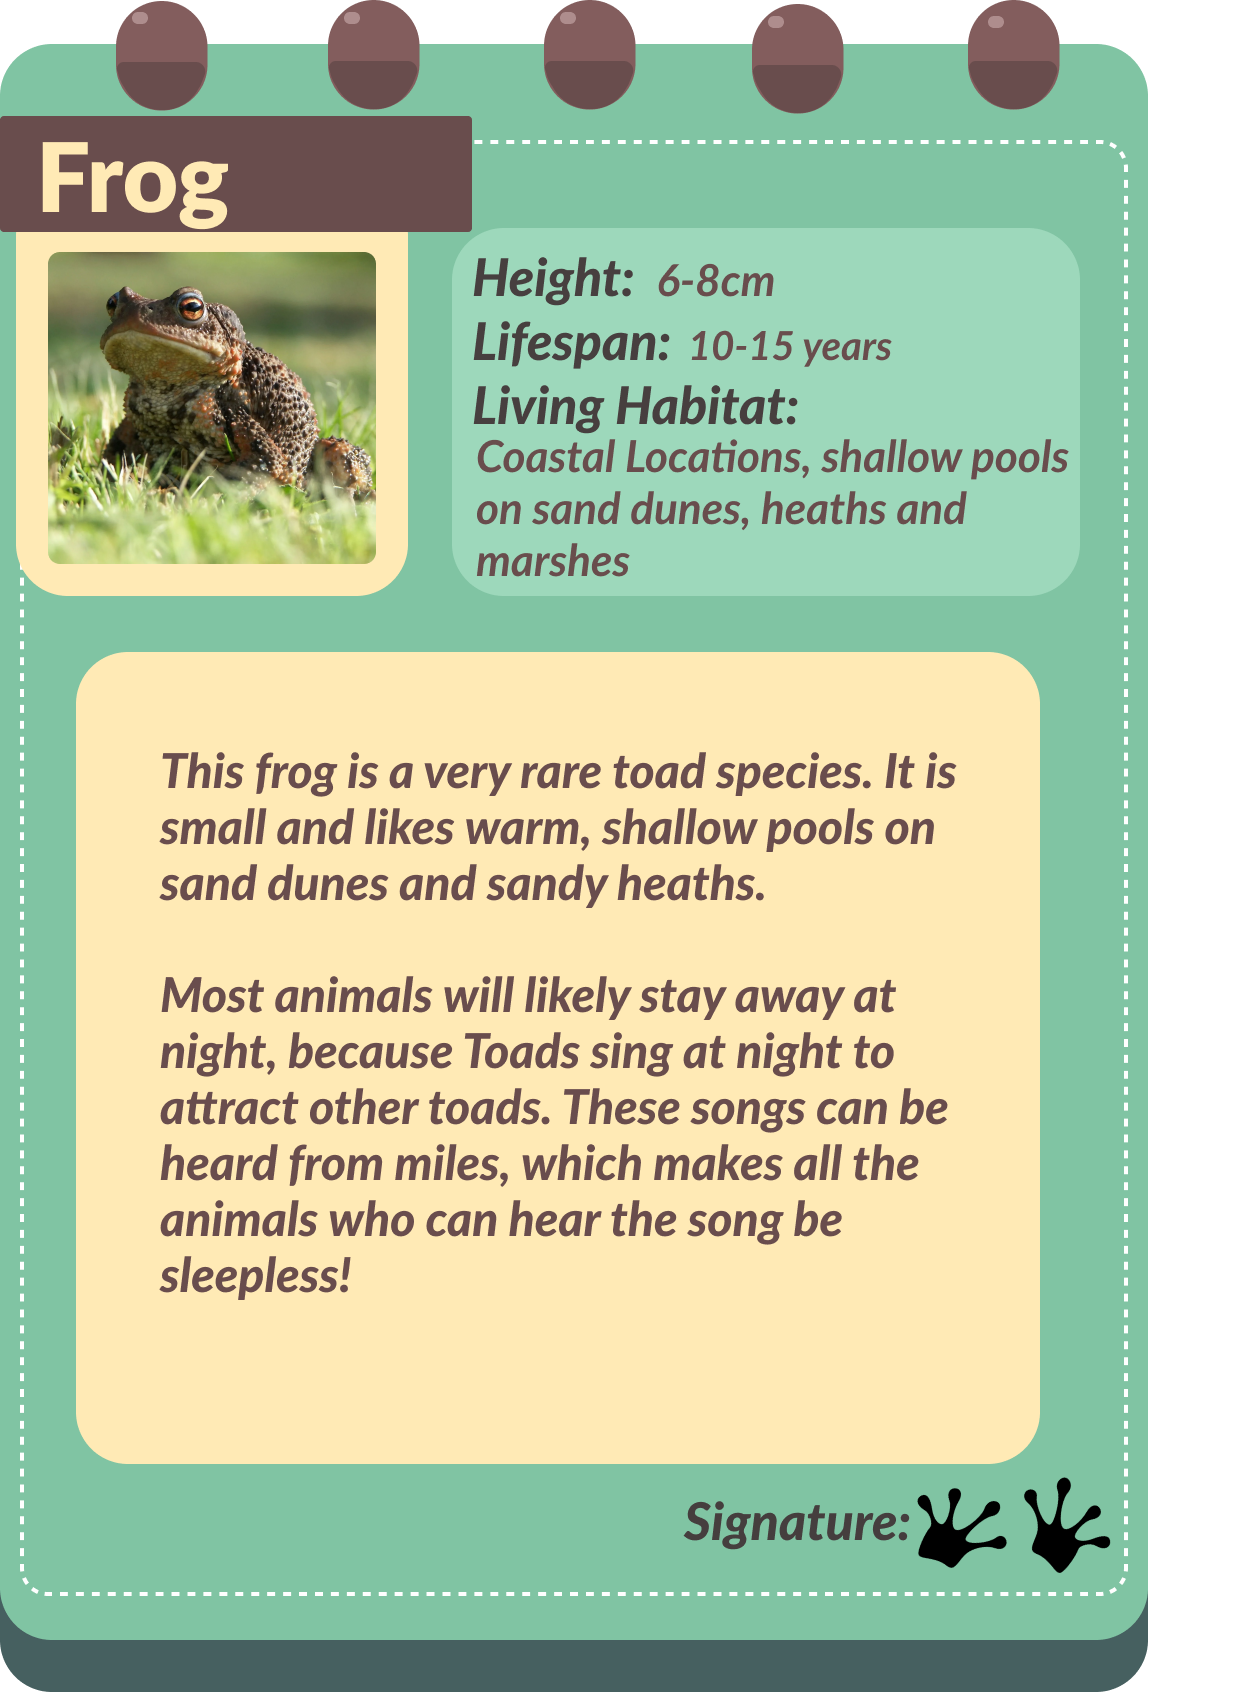 Frog
Height: 6-8cm
Lifespan: 10-15 years
Living Habitat:
Coastal Locations, shallow pools
on sand dunes, heaths and
marshes
This frog is a very rare toad species. It is
small and likes warm, shallow pools on
sand dunes and sandy heaths.
Most animals will likely stay away at
night, because Toads sing at night to
attract other toads. These songs can be
heard from miles, which makes all the
animals who can hear the song be
sleepless!
Signature: